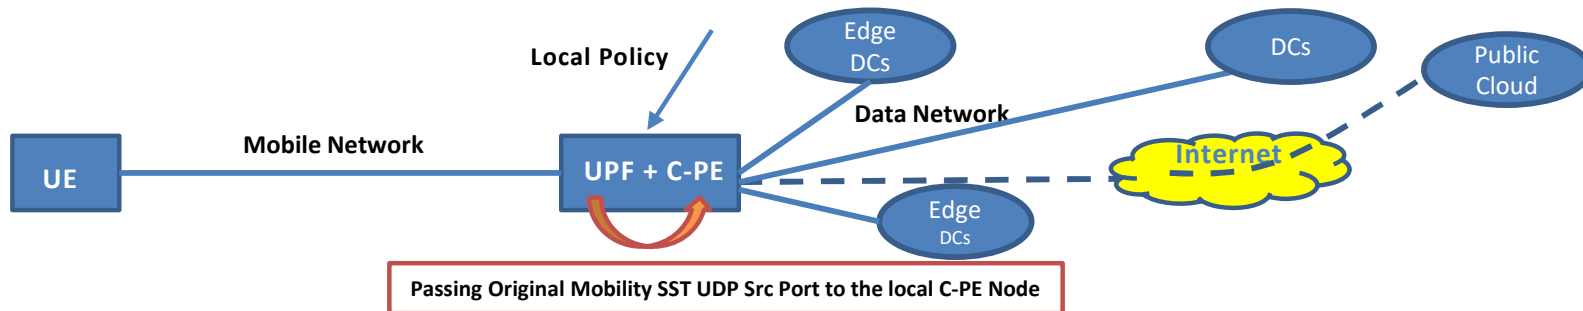 Edge
DCs
DCs
Public
Cloud
Local Policy
Data Network
Mobile Network
Internet
UE
UPF + C-PE
Edge
DCs
Passing Original Mobility SST UDP Src Port to the local C-PE Node